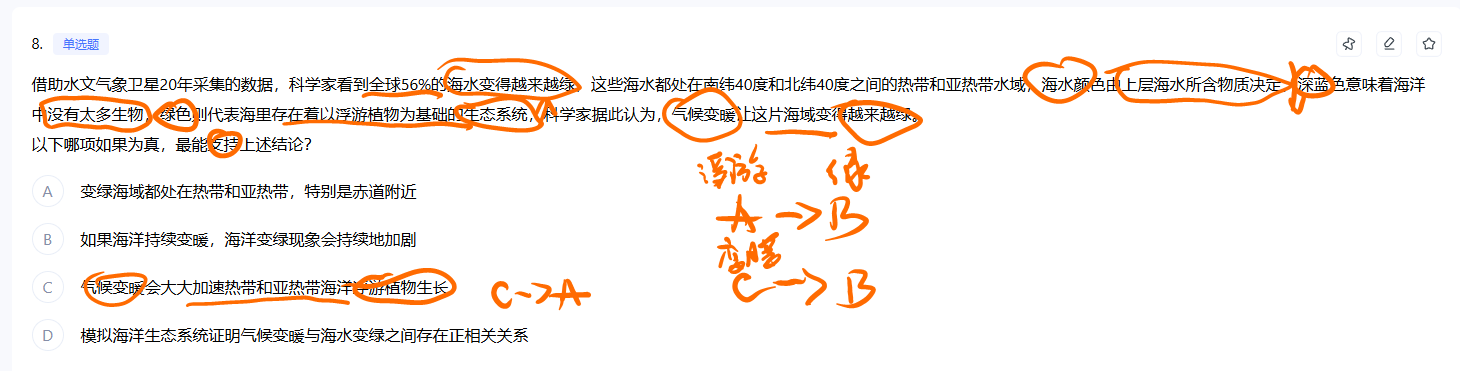 8. 单选题
借助水文气象卫星20年采集的数据，科学家看到全球56%的海水变得越来越绿。这些海水都处在南纬40度和北纬40度之间的热带和亚热带水域，海水颜色由上层海水所含物质决定，深蓝色意味着海洋
中没有太多生物，绿色则代表海里存在着以浮游植物为基础的生态系统，科学家据此认为，气候变暖让这片海域变得越来越绿。
以下哪项如果为真，最能支持上述结论？
浮游 绿
A 变绿海域都处在热带和亚热带，特别是赤道附近
A→B
B 如果海洋持续变暖，海洋变绿现象会持续地加剧
变暖
C 气候变暖会大大加速热带和亚热带海洋浮游植物生长 C→A C→B
D 模拟海洋生态系统证明气候变暖与海水变绿之间存在正相关关系